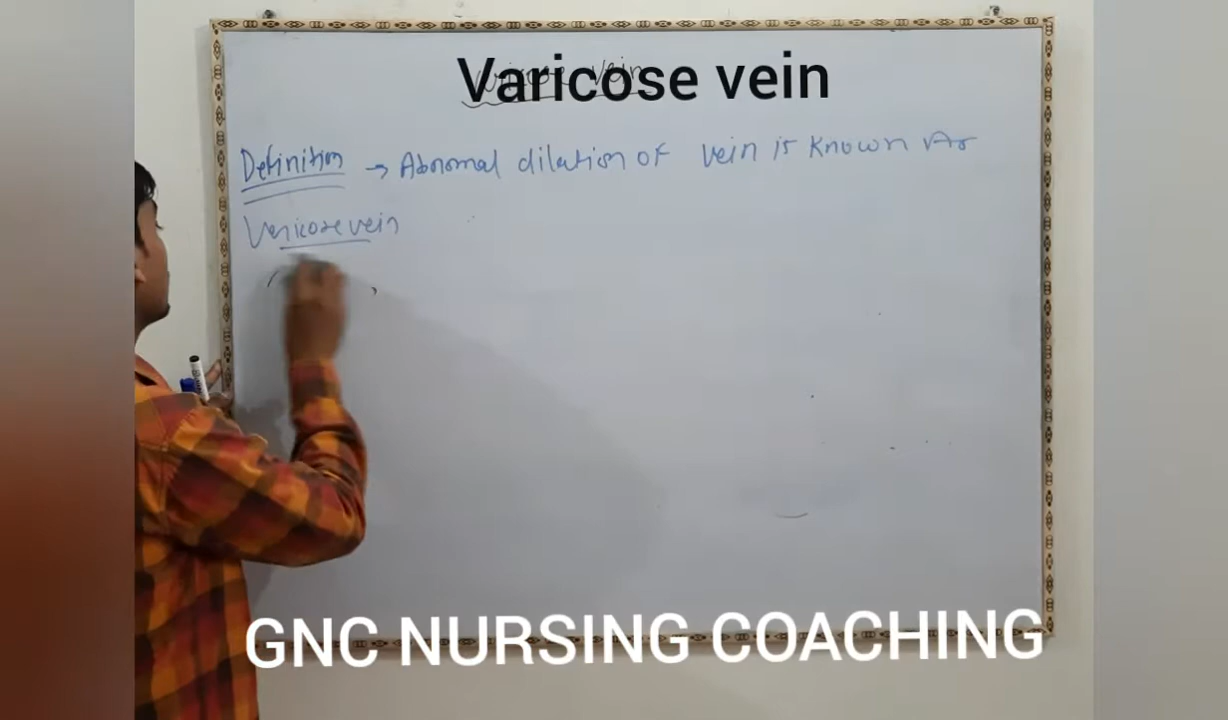 Varicose vein
Definition → Abnormal dilation of vein is known As
Varicose vein
GNC NURSING COACHING